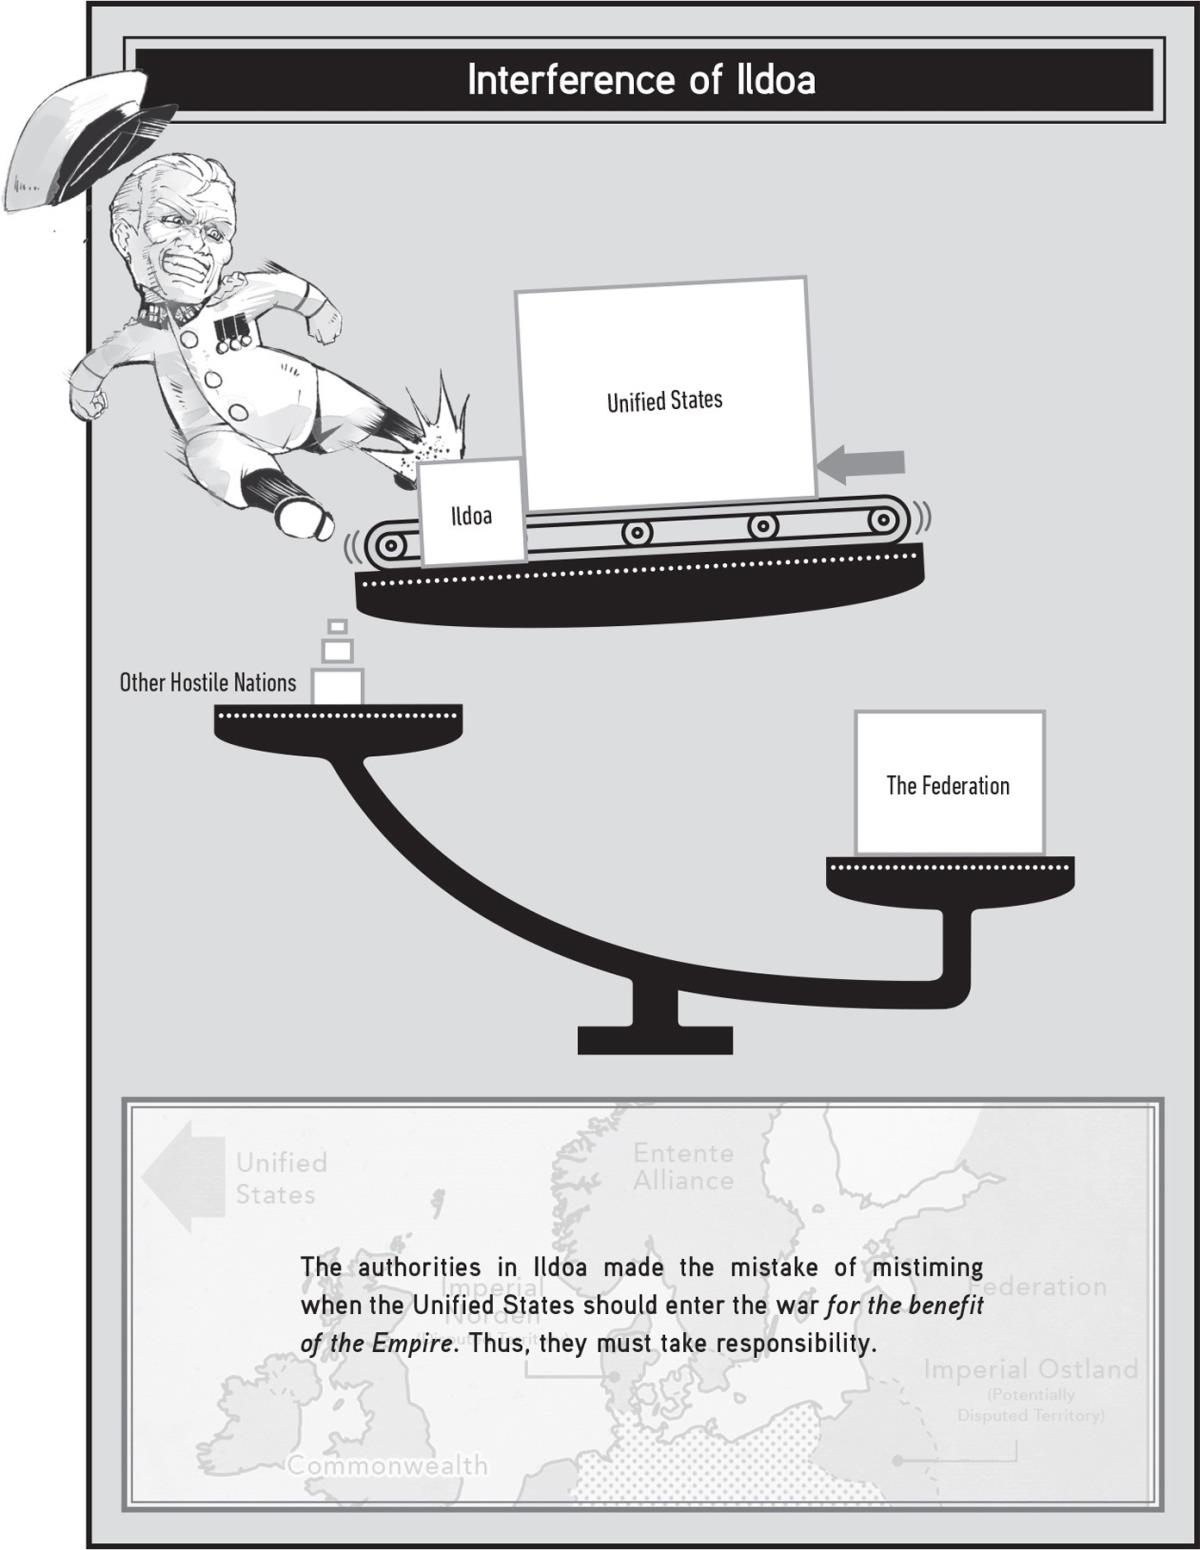 Interference of Ildoa
Unified States
Ildoa
Other Hostile Nations
The Federation
Unified
States
Entente
Alliance
The authorities in Ildoa made the mistake of mistiming
when the Unified States should enter the war for the benefit
of the Empire. Thus, they must take responsibility.
Imperial
Norden
(Disputed Territory)
Federation
Imperial Ostland
(Potentially
Disputed Territory)
Commonwealth